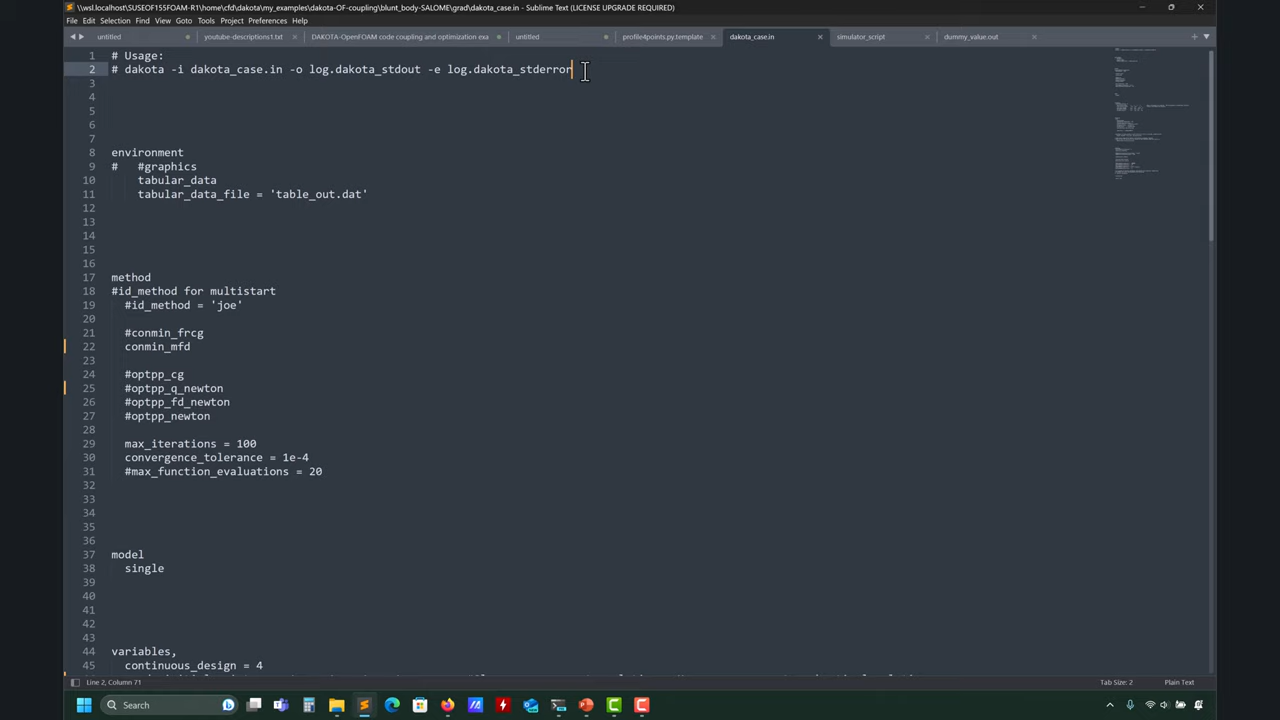 \\wsl.localhost\SUSEOF155FOAM-R1\home\cfd\dakota\my_examples\dakota-OF-coupling\blunt_body-SALOME\grad\dakota_case.in - Sublime Text (LICENSE UPGRADE REQUIRED)
File Edit Selection Find View Goto Tools Project Preferences Help
untitled youtube-descriptions1.txt DAKOTA-OpenFOAM code coupling and optimization exa untitled profile4points.py.template dakota_case.in simulator_script dummy_value.out
1 # Usage:
2 # dakota -i dakota_case.in -o log.dakota_stdout -e log.dakota_stderror
3
4
5
6
7
8 environment
9 #   #graphics
10 tabular_data
11 tabular_data_file = 'table_out.dat'
12
13
14
15
16
17 method
18 #id_method for multistart
19 #id_method = 'joe'
20
21 #conmin_frcg
22 conmin_mfd
23
24 #optpp_cg
25 #optpp_q_newton
26 #optpp_fd_newton
27 #optpp_newton
28
29 max_iterations = 100
30 convergence_tolerance = 1e-4
31 #max_function_evaluations = 20
32
33
34
35
36
37 model
38 single
39
40
41
42
43
44 variables,
45 continuous_design = 4
Line 2, Column 71 Tab Size: 2 Plain Text
Search